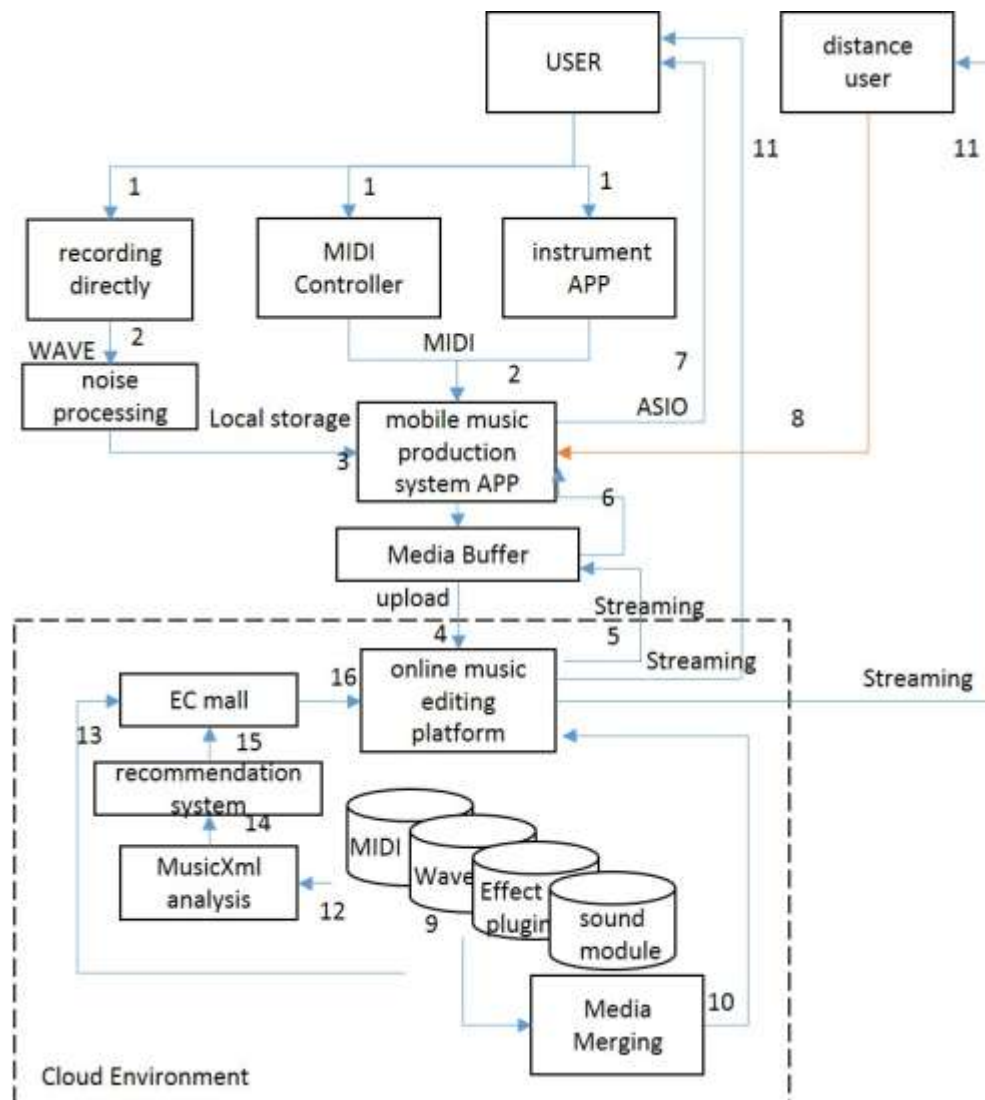 USER
distance
user
11
11
1
1
1
recording
directly
MIDI
Controller
instrument
APP
2
WAVE
MIDI
2
7
noise
processing
Local storage
3
mobile music
production
system APP
ASIO
8
6
Media Buffer
upload
Streaming
4
5
online music
editing
platform
Streaming
Streaming
EC mall
16
13
15
recommendation
system
14
MusicXml
analysis
12
MIDI
Wave
Effect
plugin
sound
module
9
Media
Merging
10
Cloud Environment